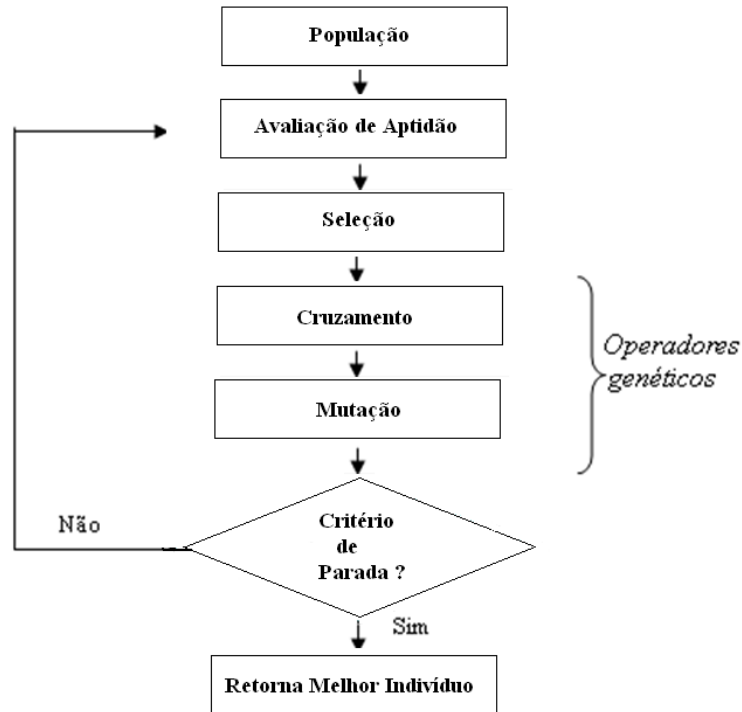 População
Avaliação de Aptidão
Seleção
Cruzamento
Operadores
genéticos
Mutação
Critério
de
Parada ?
Não
Sim
Retorna Melhor Indivíduo